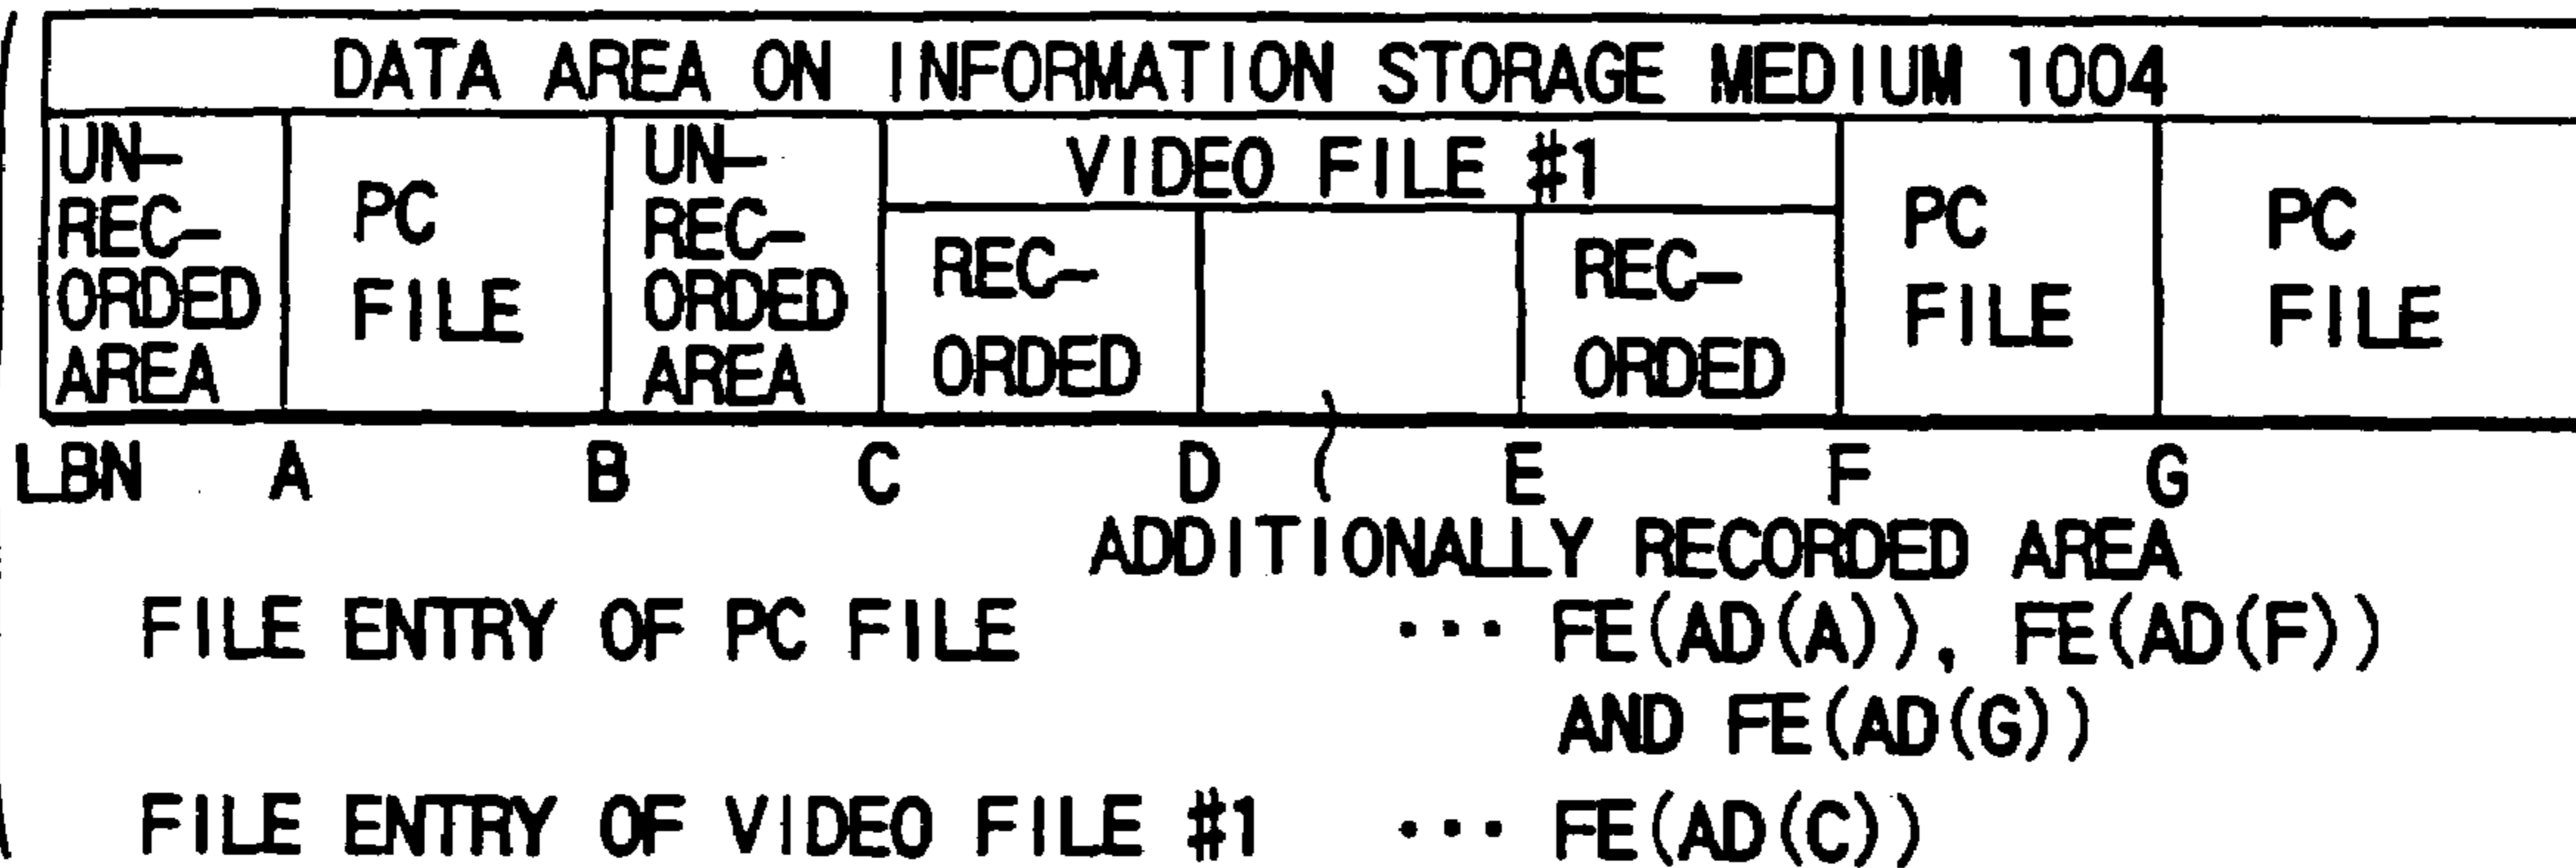 DATA AREA ON INFORMATION STORAGE MEDIUM 1004
UN-
REC-
ORDED
AREA
PC
FILE
UN-
REC-
ORDED
AREA
VIDEO FILE #1
REC-
ORDED
REC-
ORDED
PC
FILE
PC
FILE
LBN A B C D E F G
ADDITIONALLY RECORDED AREA
FILE ENTRY OF PC FILE ··· FE(AD(A)), FE(AD(F))
AND FE(AD(G))
FILE ENTRY OF VIDEO FILE #1 ··· FE(AD(C))